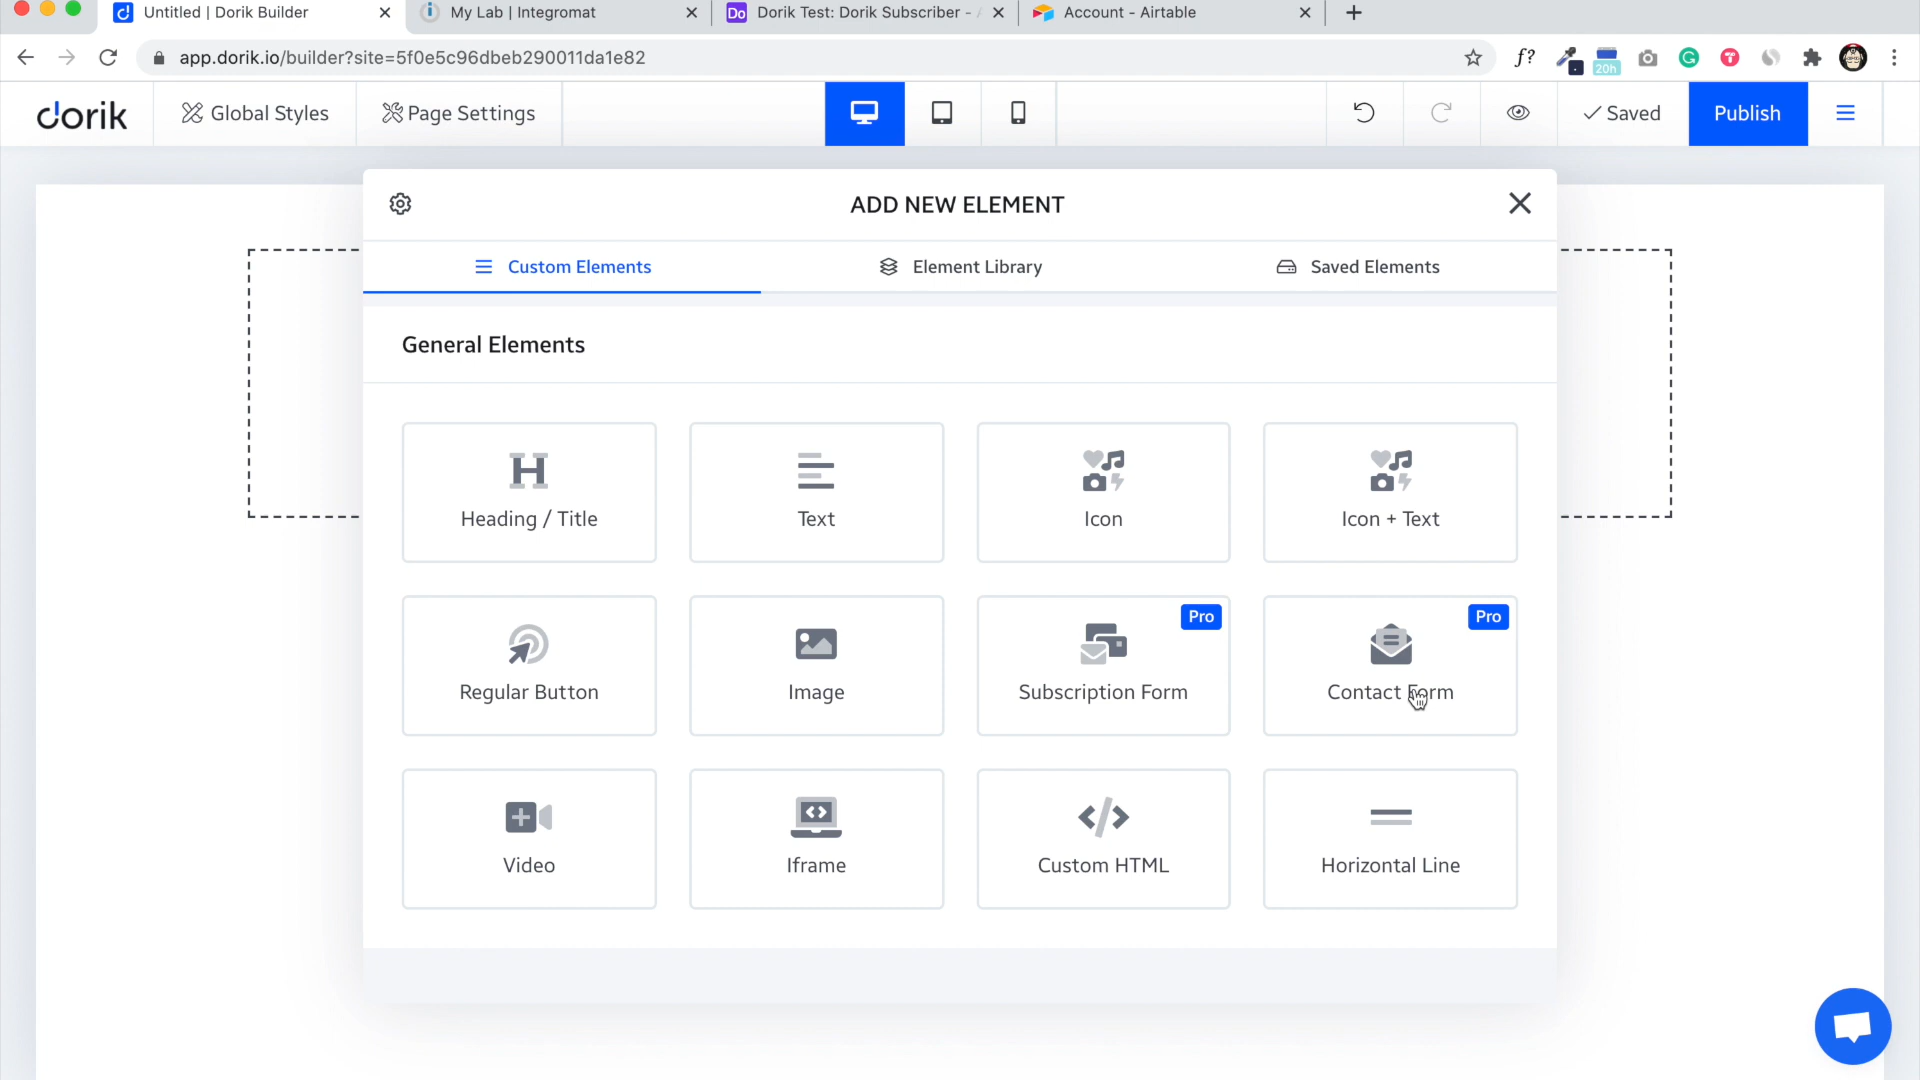 Untitled | Dorik Builder
My Lab | Integromat
Do Dorik Test: Dorik Subscriber -
Account - Airtable
app.dorik.io/builder?site=5f0e5c96dbeb290011da1e82
f?
20h
dorik
Global Styles
Page Settings
Saved
Publish
ADD NEW ELEMENT
Custom Elements
Element Library
Saved Elements
General Elements
Heading / Title
Text
Icon
Icon + Text
Regular Button
Image
Pro
Subscription Form
Pro
Contact Form
Video
Iframe
Custom HTML
Horizontal Line